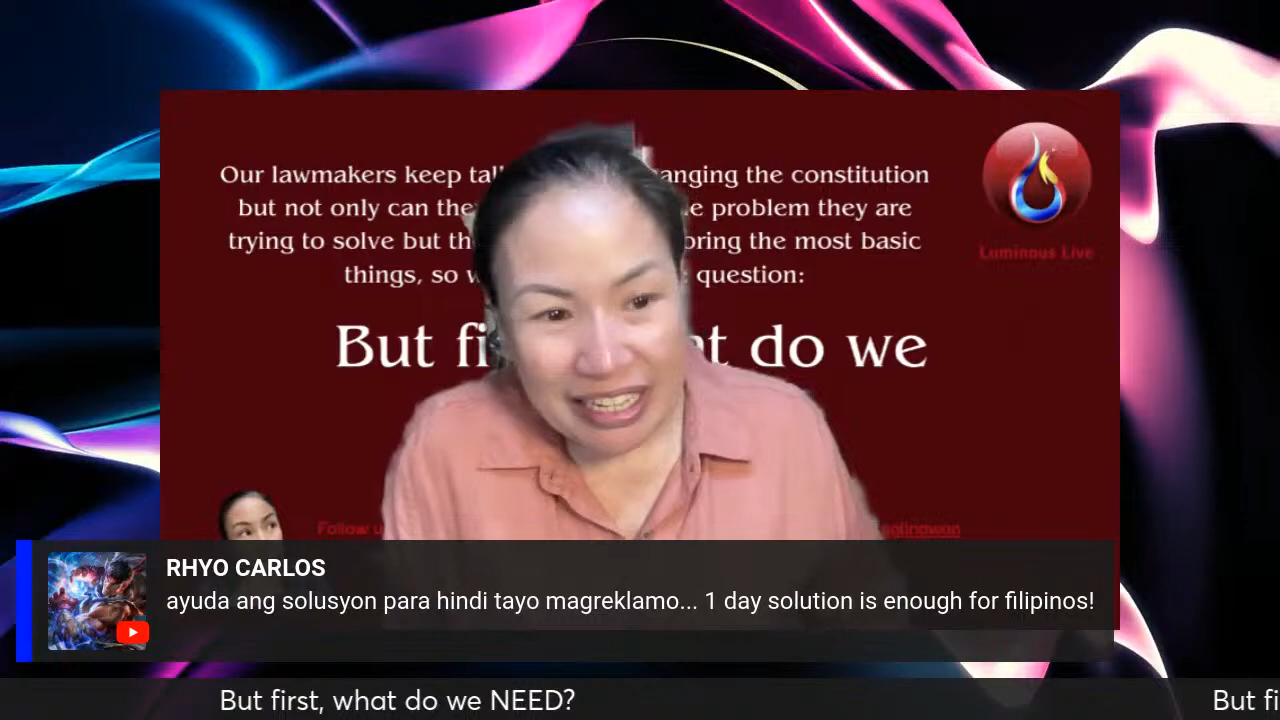 Our lawmakers keep tal anging the constitution
but not only can the e problem they are
trying to solve but th oring the most basic
things, so w question:
But fi t do we
Luminous Live
Follow u
RHYO CARLOS
ayuda ang solusyon para hindi tayo magreklamo... 1 day solution is enough for filipinos!
But first, what do we NEED? But fi